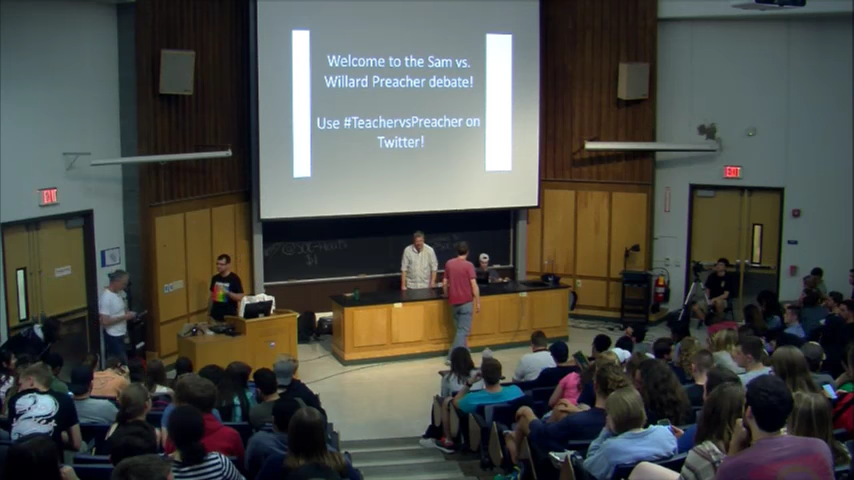 Welcome to the Sam vs.
Willard Preacher debate!
Use #TeachervsPreacher on
Twitter!
EXIT
EXIT